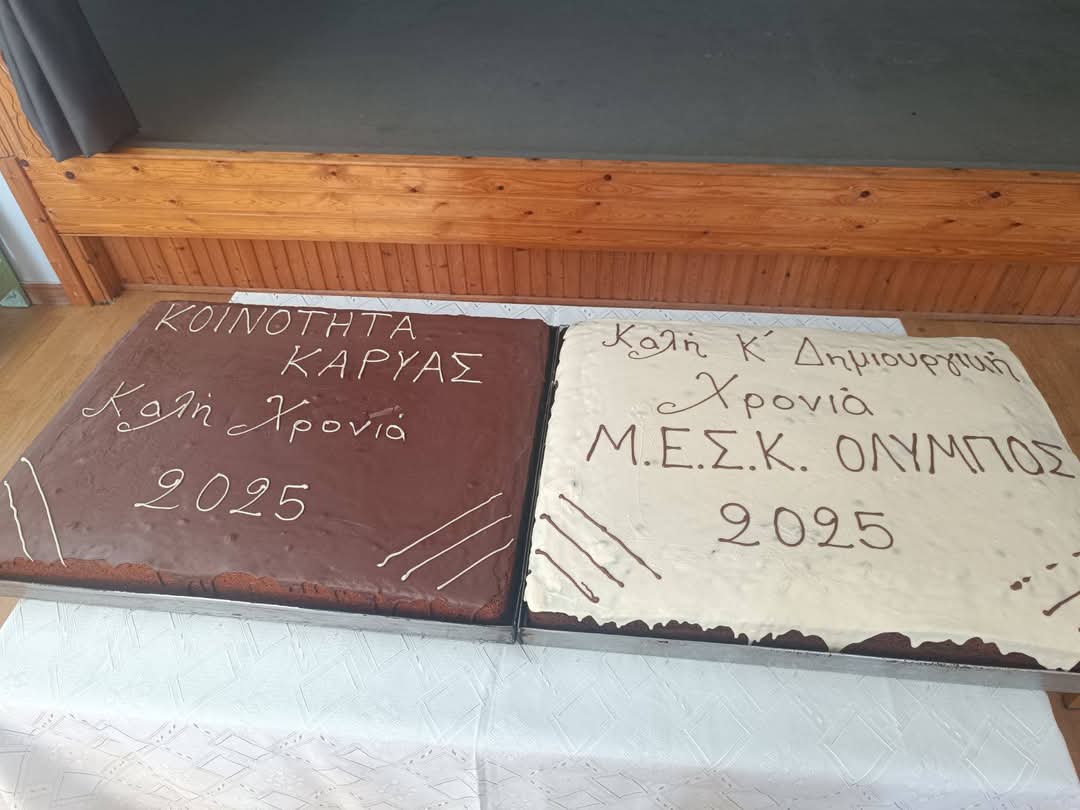 ΚΟΙΝΟΤΗΤΑ
ΚΑΡΥΑΣ
Καλή Χρονιά
2025
Καλή Κ΄ Δημιουργική
Χρονιά
Μ.Ε.Σ.Κ. ΟΛΥΜΠΟΣ
2025